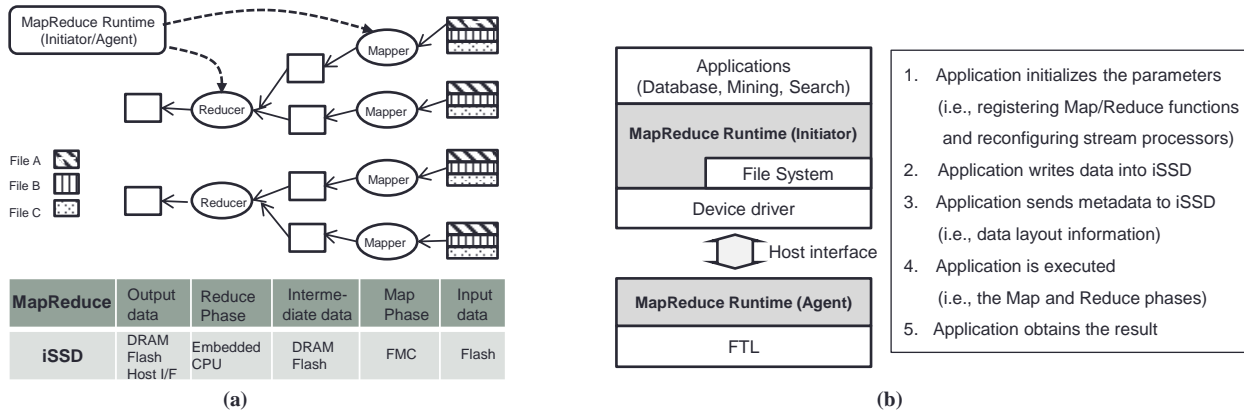 MapReduce Runtime
(Initiator/Agent)
Mapper
Reducer
Mapper
File A
File B
File C
Mapper
Reducer
Mapper
MapReduce
Output
data
Reduce
Phase
Interme-
diate data
Map
Phase
Input
data
iSSD
DRAM
Flash
Host I/F
Embedded
CPU
DRAM
Flash
FMC
Flash
(a)
Applications
(Database, Mining, Search)
MapReduce Runtime (Initiator)
File System
Device driver
Host interface
MapReduce Runtime (Agent)
FTL
1. Application initializes the parameters
(i.e., registering Map/Reduce functions
and reconfiguring stream processors)
2. Application writes data into iSSD
3. Application sends metadata to iSSD
(i.e., data layout information)
4. Application is executed
(i.e., the Map and Reduce phases)
5. Application obtains the result
(b)